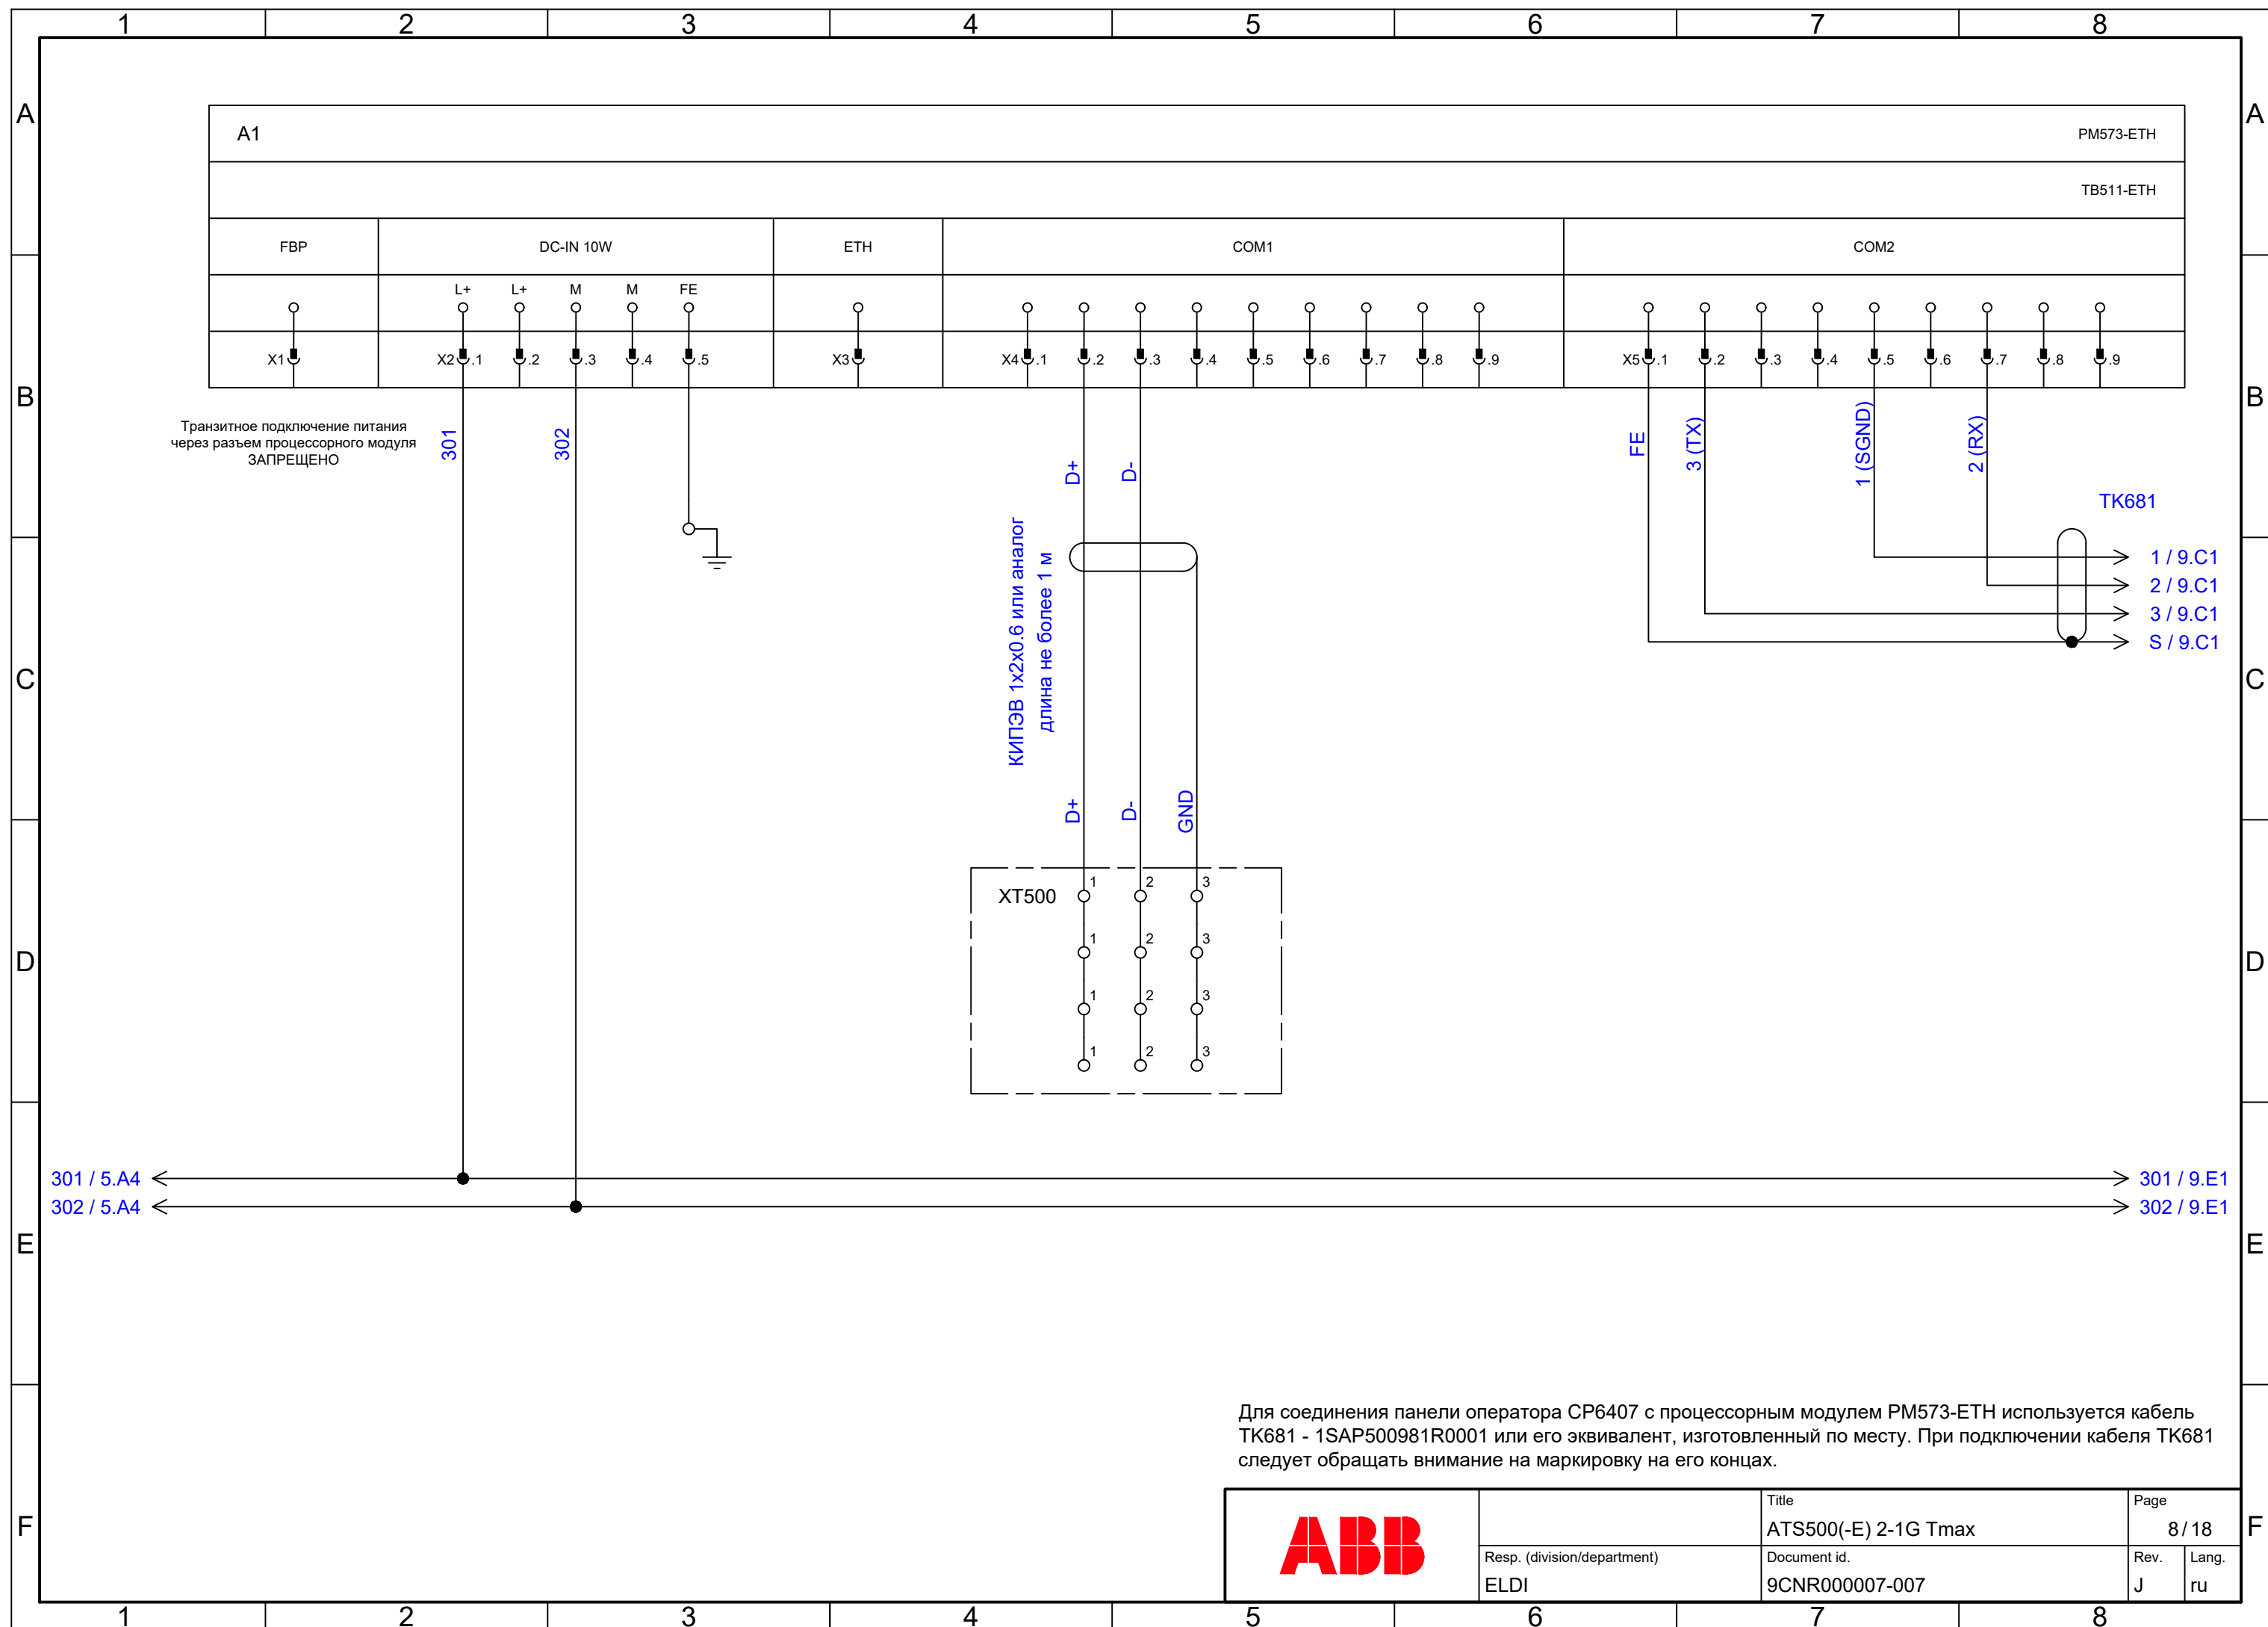 1 2 3 4 5 6 7 8
A A
A1 PM573-ETH
TB511-ETH
FBP DC-IN 10W ETH COM1 COM2
L+ L+ M M FE
X1 X2 .1 .2 .3 .4 .5 X3 X4 .1 .2 .3 .4 .5 .6 .7 .8 .9 X5 .1 .2 .3 .4 .5 .6 .7 .8 .9
B B
Транзитное подключение питания
через разъем процессорного модуля
ЗАПРЕЩЕНО
301
302
D+
D-
FE
3 (TX)
1 (SGND)
2 (RX)
TK681
1 / 9.C1
2 / 9.C1
3 / 9.C1
S / 9.C1
КИПЭВ 1x2x0.6 или аналог
длина не более 1 м
C C
D+
D-
GND
XT500 1 2 3
1 2 3
1 2 3
1 2 3
D D
301 / 5.A4 301 / 9.E1
302 / 5.A4 302 / 9.E1
E E
Для соединения панели оператора CP6407 с процессорным модулем PM573-ETH используется кабель
TK681 - 1SAP500981R0001 или его эквивалент, изготовленный по месту. При подключении кабеля TK681
следует обращать внимание на маркировку на его концах.
F F
ABB
Title
ATS500(-E) 2-1G Tmax
Page
8 / 18
Resp. (division/department)
ELDI
Document id.
9CNR000007-007
Rev.
J
Lang.
ru
1 2 3 4 5 6 7 8